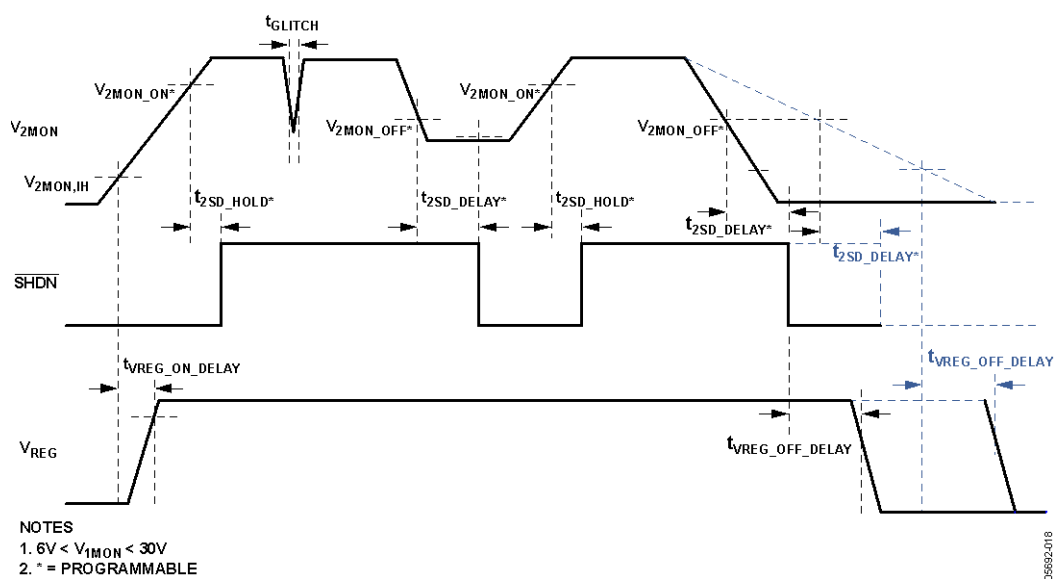 tGLITCH
V2MON_ON*
V2MON_ON*
V2MON
V2MON_OFF*
V2MON_OFF*
V2MON,IH
t2SD_HOLD*
t2SD_DELAY*
t2SD_HOLD*
t2SD_DELAY*
t2SD_DELAY*
SHDN
tVREG_ON_DELAY
tVREG_OFF_DELAY
VREG
tVREG_OFF_DELAY
NOTES
1. 6V < V1MON < 30V
2. * = PROGRAMMABLE
05692-018